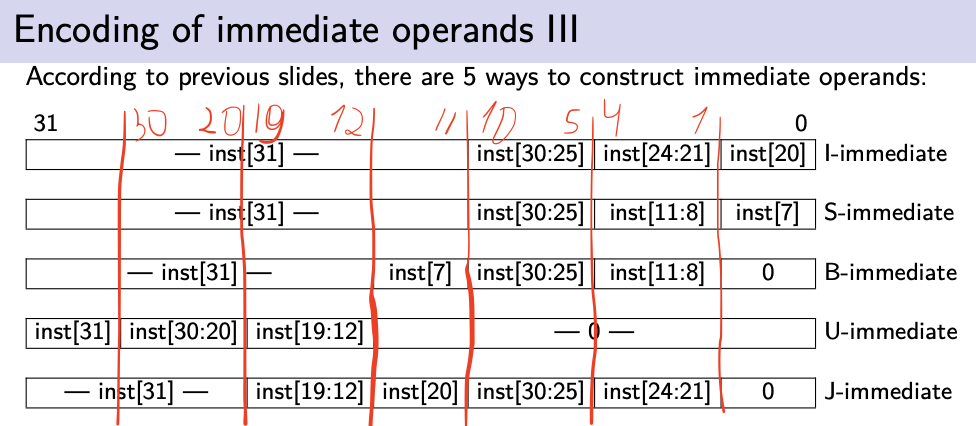 Encoding of immediate operands III
According to previous slides, there are 5 ways to construct immediate operands:
31 30 20 19 12 11 10 5 4 1 0
— inst[31] — inst[30:25] inst[24:21] inst[20] I-immediate
— inst[31] — inst[30:25] inst[11:8] inst[7] S-immediate
— inst[31] — inst[7] inst[30:25] inst[11:8] 0 B-immediate
inst[31] inst[30:20] inst[19:12] — 0 — U-immediate
— inst[31] — inst[19:12] inst[20] inst[30:25] inst[24:21] 0 J-immediate